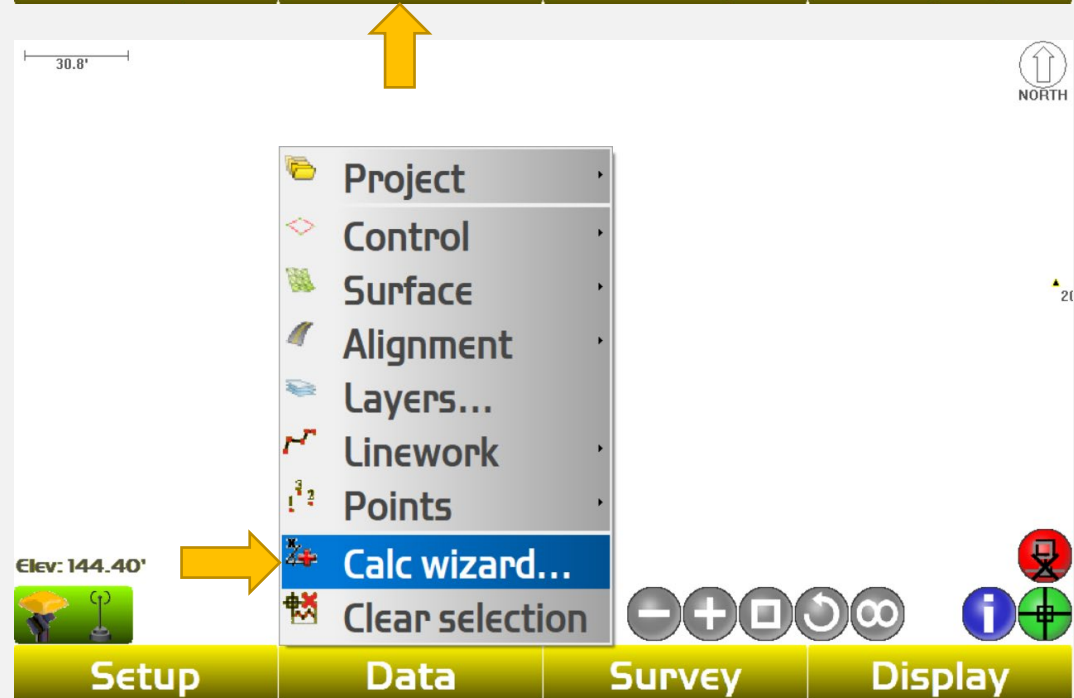 30.8'
NORTH
Project
Control
Surface
20
Alignment
Layers...
Linework
Points
Elev: 144.40'
Calc wizard...
Clear selection
Setup Data Survey Display